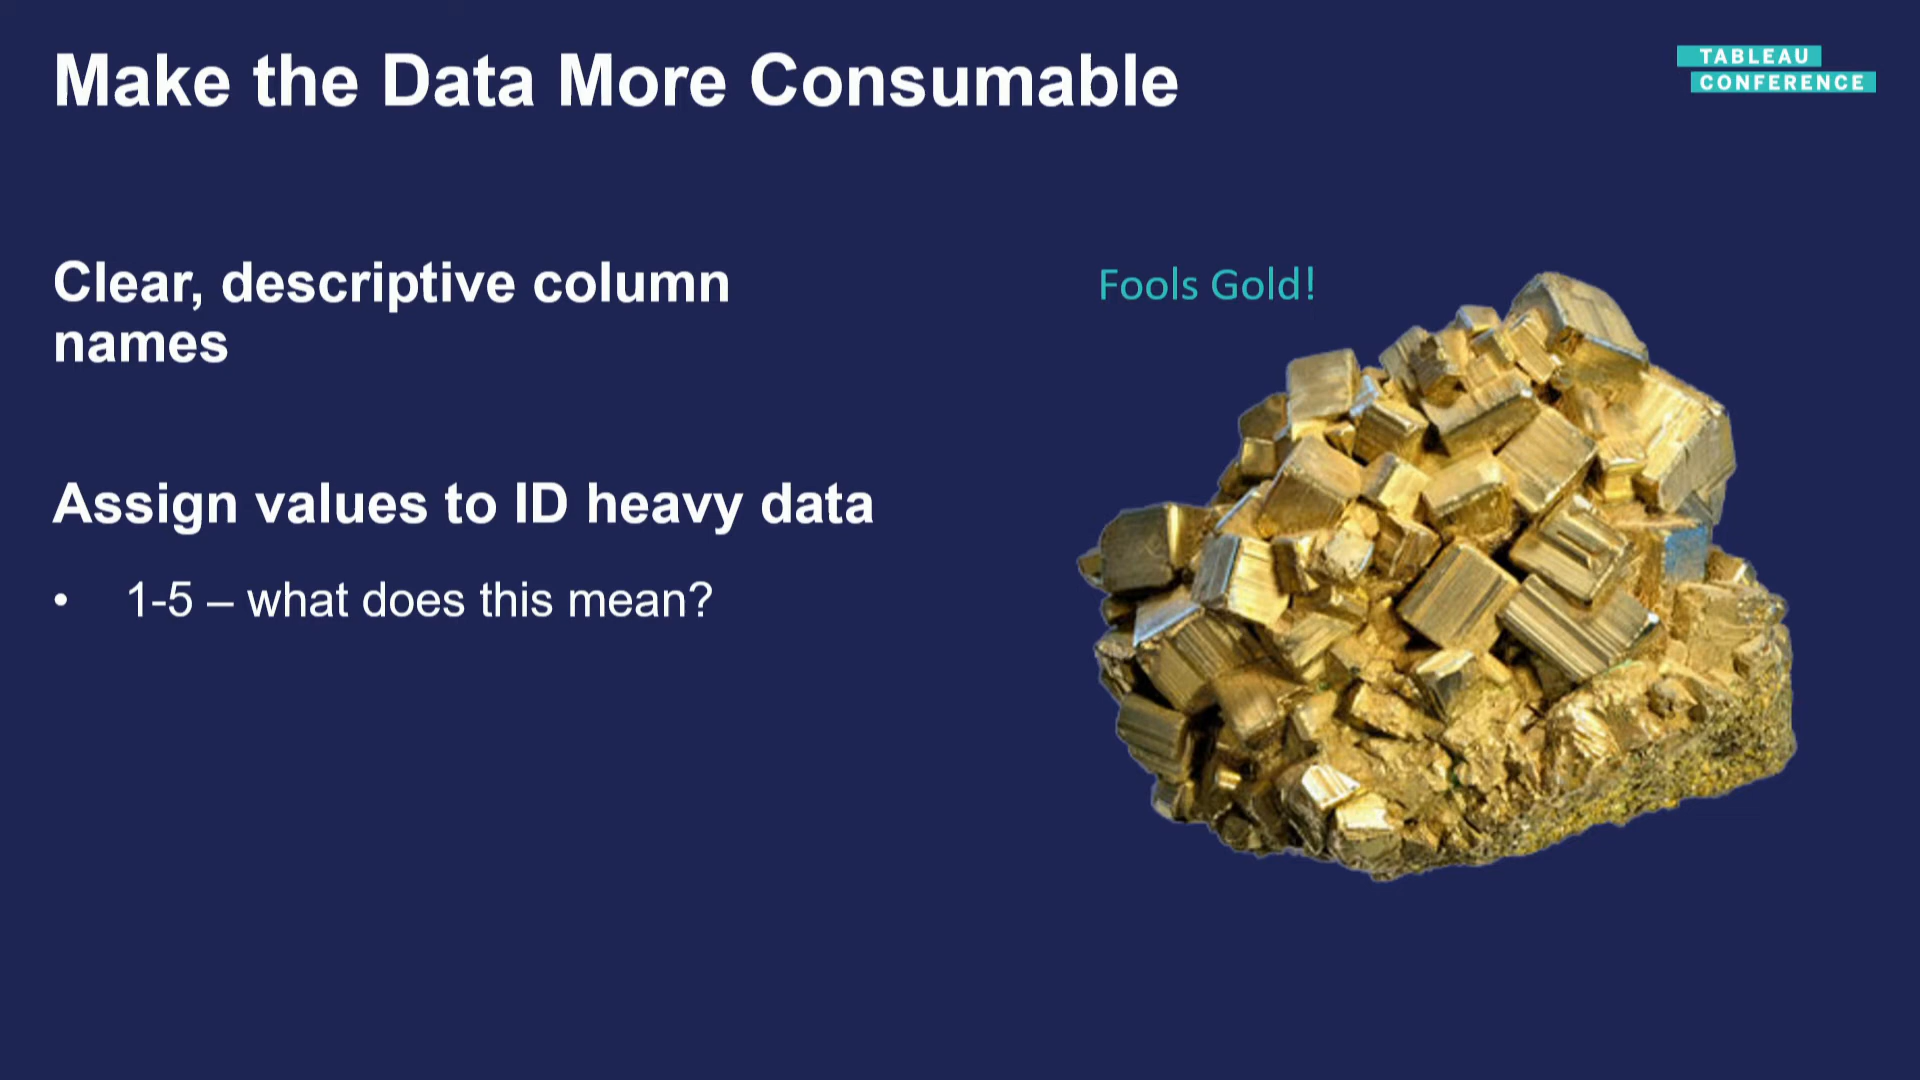 Make the Data More Consumable
TABLEAU
CONFERENCE
Clear, descriptive column
names
Fools Gold!
Assign values to ID heavy data
• 1-5 – what does this mean?